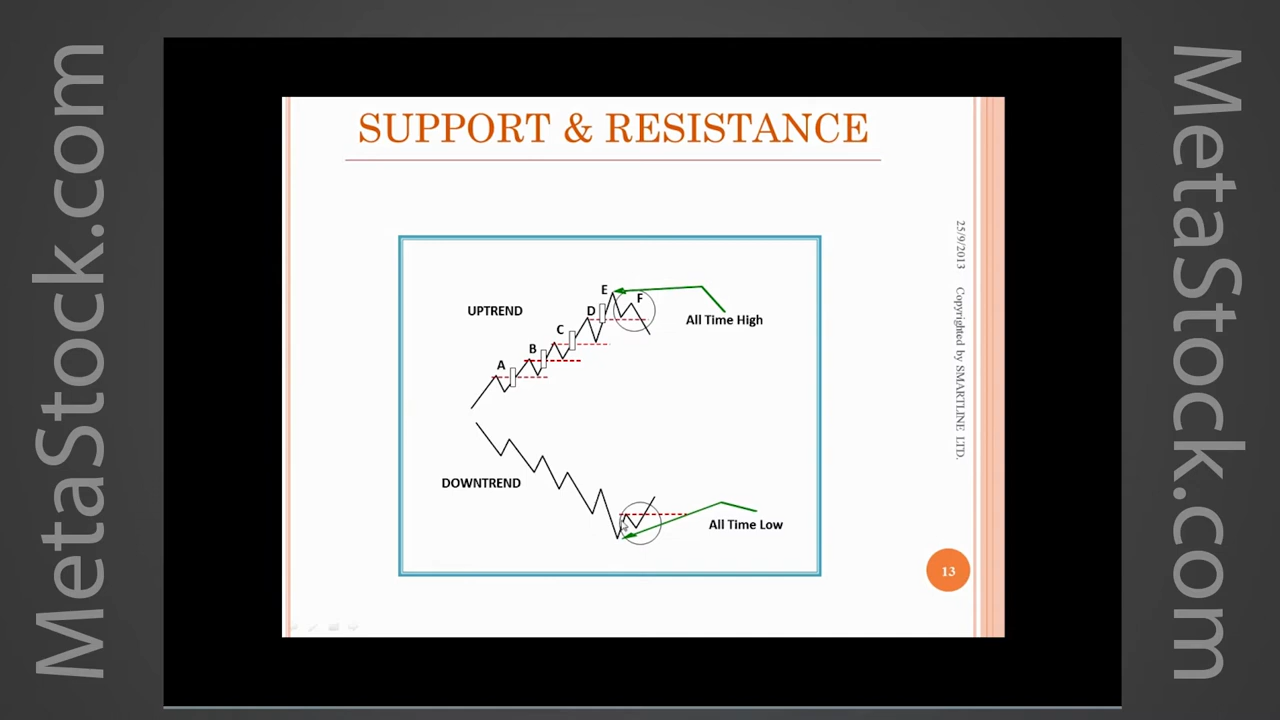 MetaStock.com
SUPPORT & RESISTANCE
25/9/2013
Copyrighted by SMARTLINE LTD.
UPTREND
A
B
C
D
E
F
All Time High
DOWNTREND
All Time Low
13
MetaStock.com